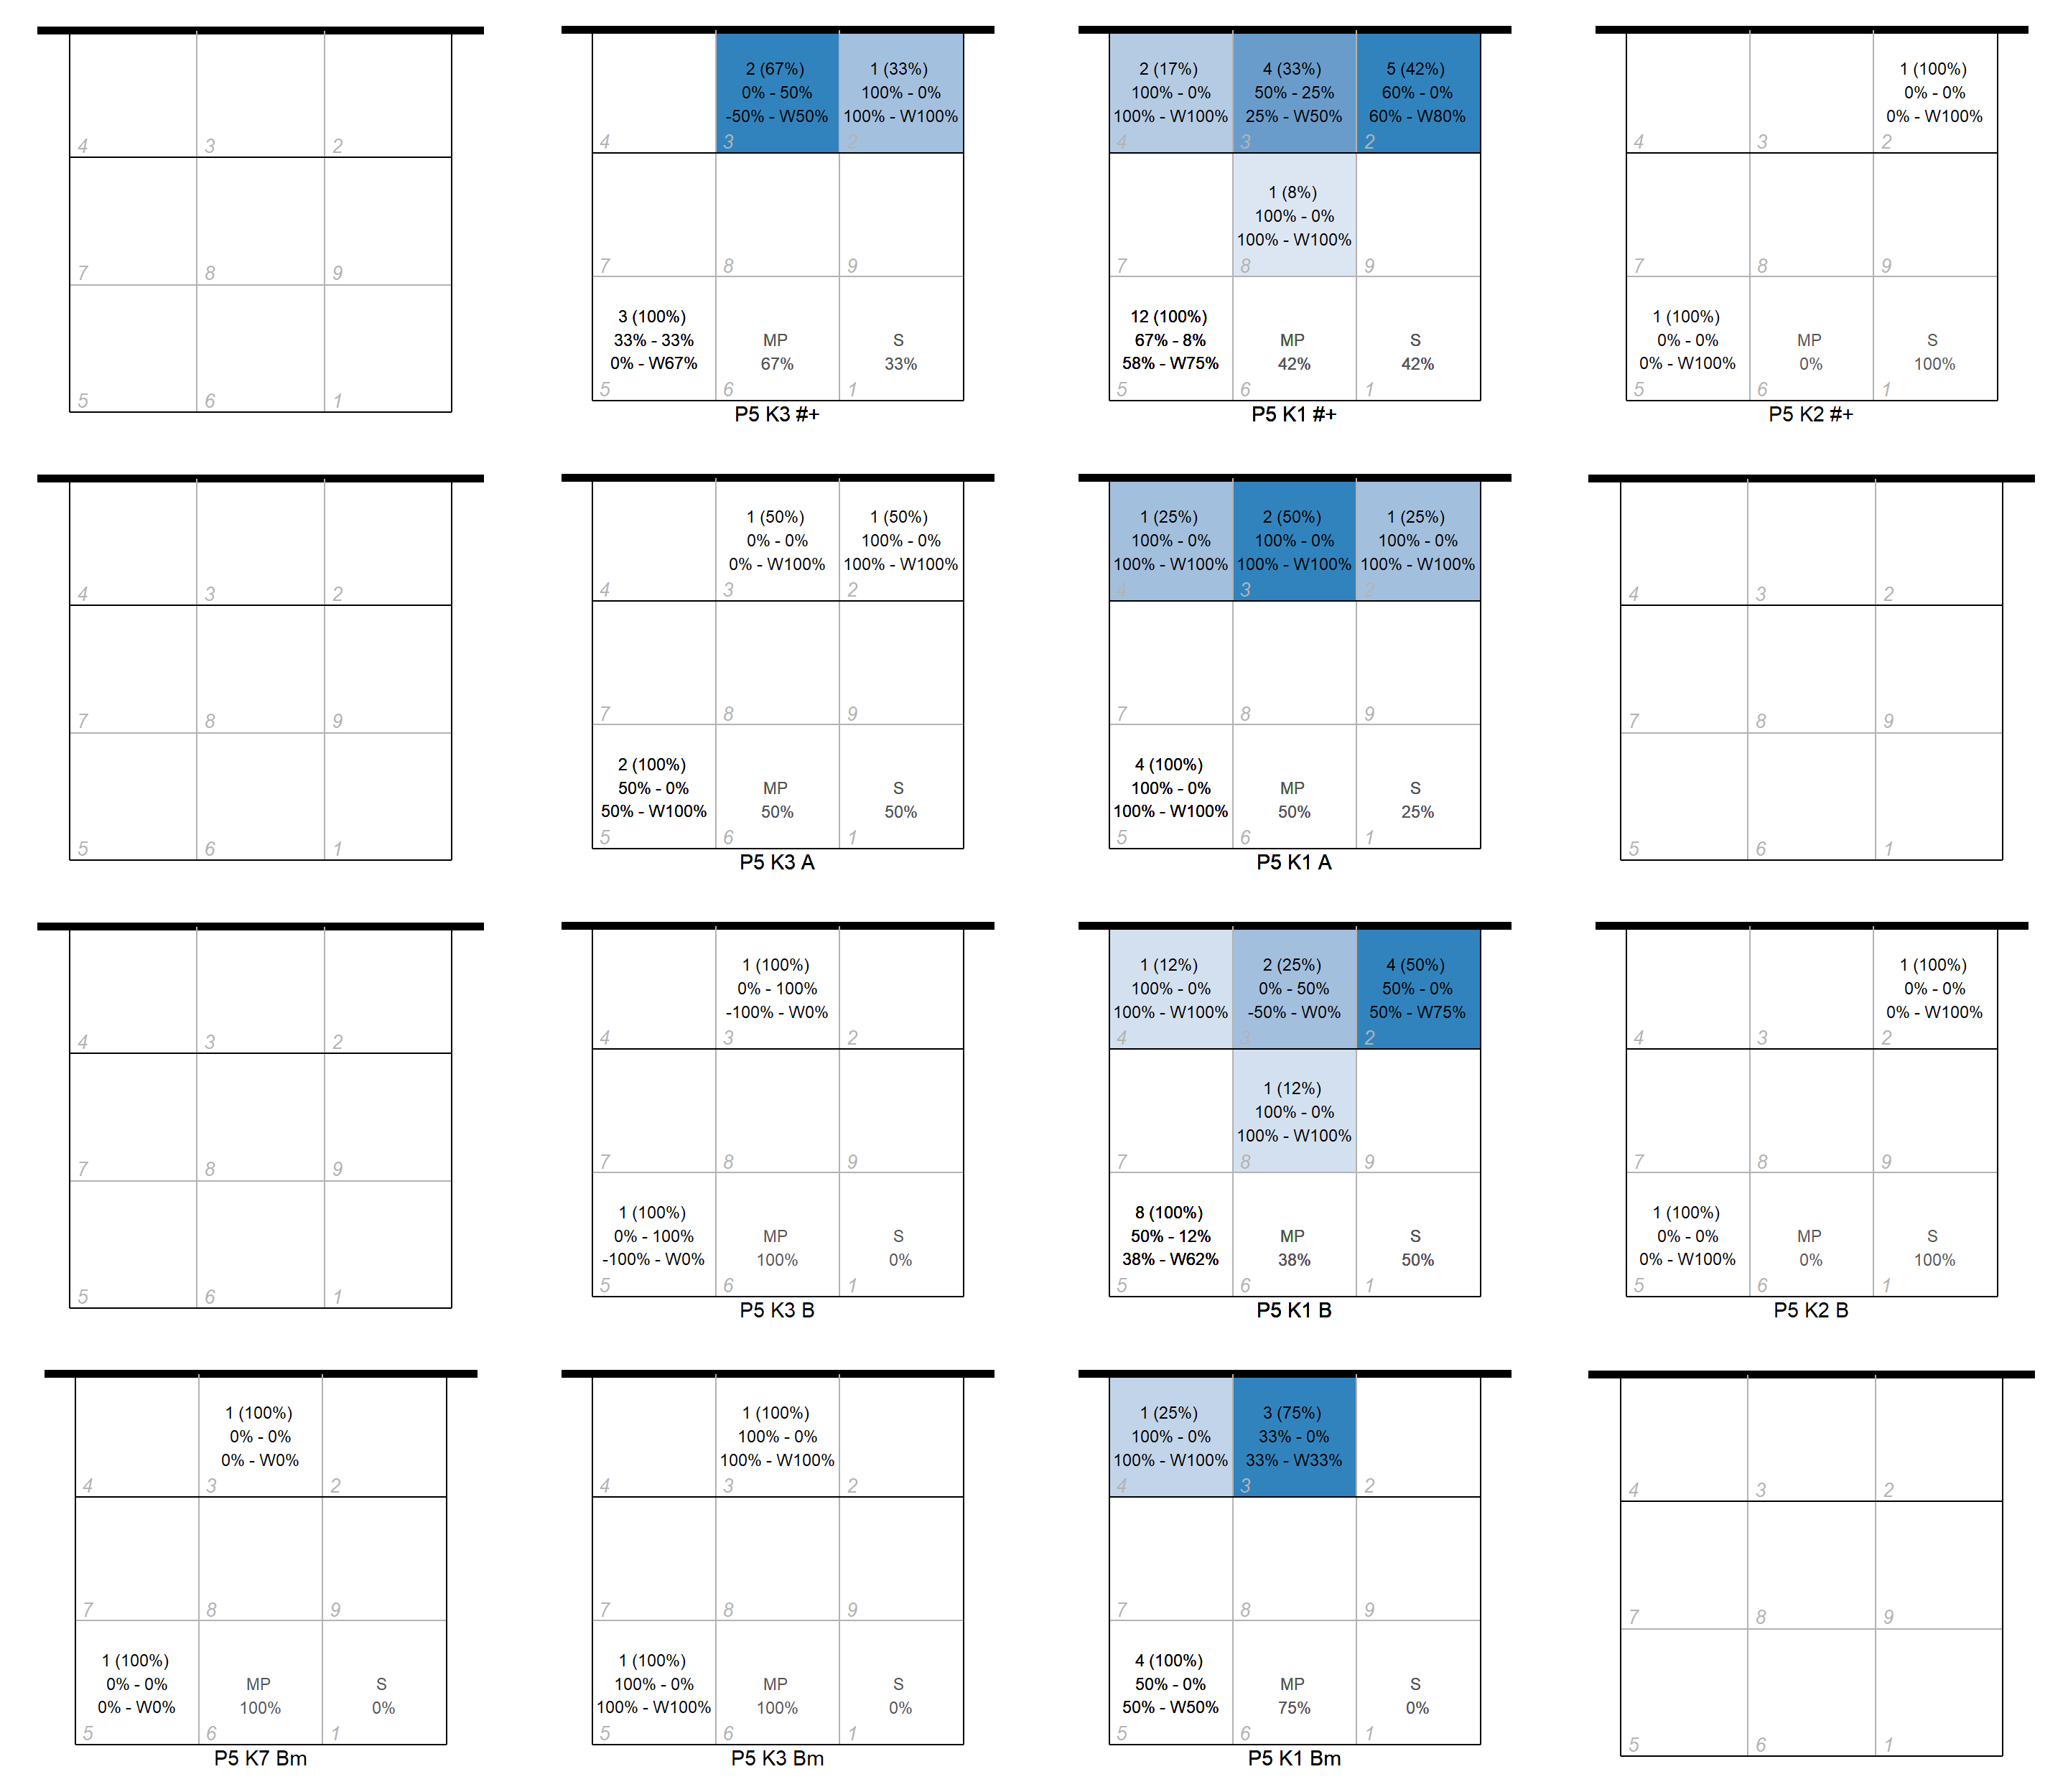 4 3 2
7 8 9
5 6 1
2 (67%) 1 (33%)
0% - 50% 100% - 0%
-50% - W50% 100% - W100%
4 3 2
7 8 9
3 (100%)
33% - 33% MP S
0% - W67% 67% 33%
5 6 1
P5 K3 #+
2 (17%) 4 (33%) 5 (42%)
100% - 0% 50% - 25% 60% - 0%
100% - W100% 25% - W50% 60% - W80%
4 3 2
1 (8%)
100% - 0%
100% - W100%
7 8 9
12 (100%)
67% - 8% MP S
58% - W75% 42% 42%
5 6 1
P5 K1 #+
1 (100%)
0% - 0%
0% - W100%
4 3 2
7 8 9
1 (100%)
0% - 0% MP S
0% - W100% 0% 100%
5 6 1
P5 K2 #+
4 3 2
7 8 9
5 6 1
1 (50%) 1 (50%)
0% - 0% 100% - 0%
0% - W100% 100% - W100%
4 3 2
7 8 9
2 (100%)
50% - 0% MP S
50% - W100% 50% 50%
5 6 1
P5 K3 A
1 (25%) 2 (50%) 1 (25%)
100% - 0% 100% - 0% 100% - 0%
100% - W100% 100% - W100% 100% - W100%
4 3 2
7 8 9
4 (100%)
100% - 0% MP S
100% - W100% 50% 25%
5 6 1
P5 K1 A
4 3 2
7 8 9
5 6 1
4 3 2
7 8 9
5 6 1
1 (100%)
0% - 100%
-100% - W0%
4 3 2
7 8 9
1 (100%)
0% - 100% MP S
-100% - W0% 100% 0%
5 6 1
P5 K3 B
1 (12%) 2 (25%) 4 (50%)
100% - 0% 0% - 50% 50% - 0%
100% - W100% -50% - W0% 50% - W75%
4 3 2
1 (12%)
100% - 0%
100% - W100%
7 8 9
8 (100%)
50% - 12% MP S
38% - W62% 38% 50%
5 6 1
P5 K1 B
1 (100%)
0% - 0%
0% - W100%
4 3 2
7 8 9
1 (100%)
0% - 0% MP S
0% - W100% 0% 100%
5 6 1
P5 K2 B
1 (100%)
0% - 0%
0% - W0%
4 3 2
7 8 9
1 (100%)
0% - 0% MP S
0% - W0% 100% 0%
5 6 1
P5 K7 Bm
1 (100%)
100% - 0%
100% - W100%
4 3 2
7 8 9
1 (100%)
100% - 0% MP S
100% - W100% 100% 0%
5 6 1
P5 K3 Bm
1 (25%) 3 (75%)
100% - 0% 33% - 0%
100% - W100% 33% - W33%
4 3 2
7 8 9
4 (100%)
50% - 0% MP S
50% - W50% 75% 0%
5 6 1
P5 K1 Bm
4 3 2
7 8 9
5 6 1